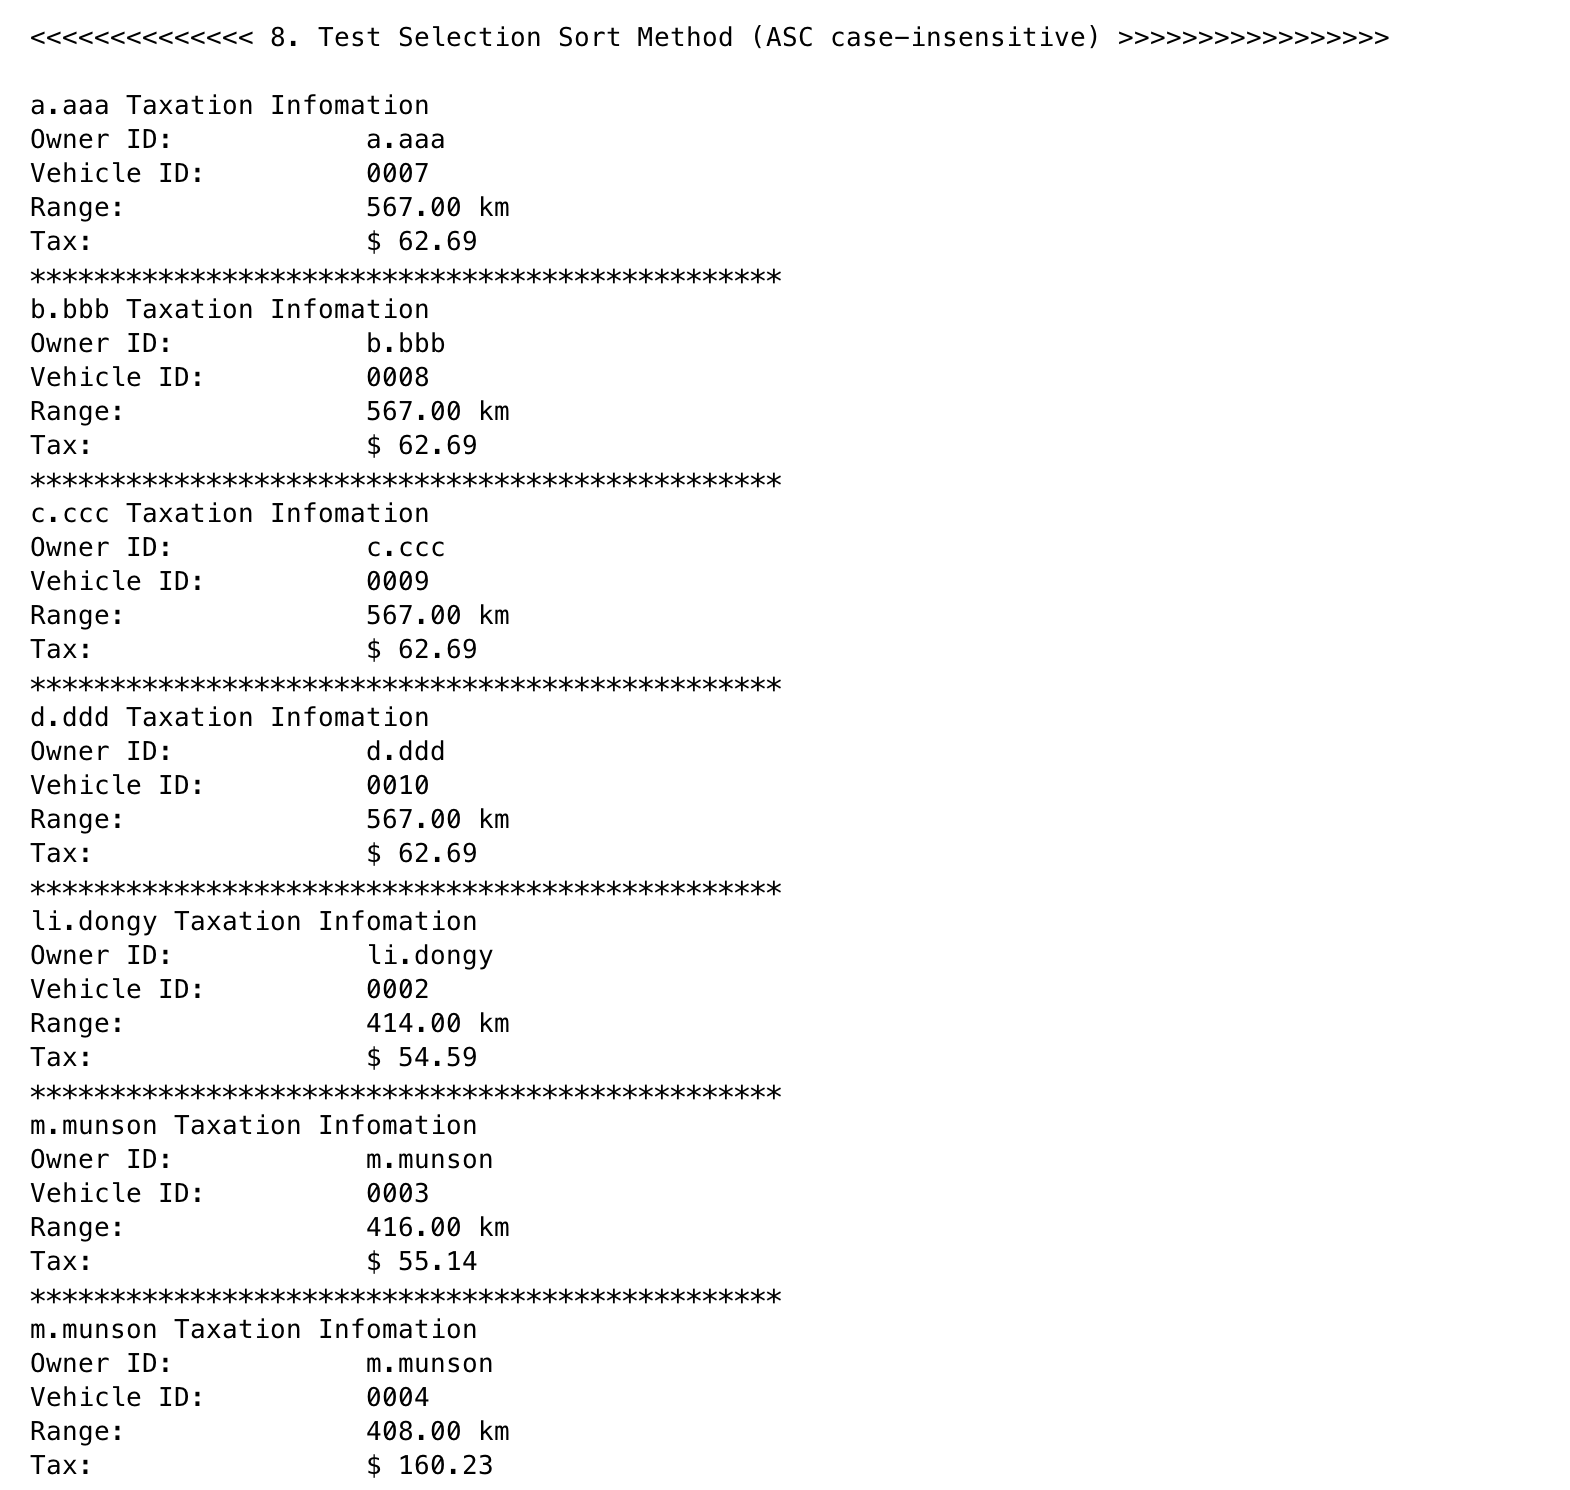 <<<<<<<<<<<<<< 8. Test Selection Sort Method (ASC case-insensitive) >>>>>>>>>>>>>>>>>
a.aaa Taxation Infomation
Owner ID: a.aaa
Vehicle ID: 0007
Range: 567.00 km
Tax: $ 62.69
***********************************************
b.bbb Taxation Infomation
Owner ID: b.bbb
Vehicle ID: 0008
Range: 567.00 km
Tax: $ 62.69
***********************************************
c.ccc Taxation Infomation
Owner ID: c.ccc
Vehicle ID: 0009
Range: 567.00 km
Tax: $ 62.69
***********************************************
d.ddd Taxation Infomation
Owner ID: d.ddd
Vehicle ID: 0010
Range: 567.00 km
Tax: $ 62.69
***********************************************
li.dongy Taxation Infomation
Owner ID: li.dongy
Vehicle ID: 0002
Range: 414.00 km
Tax: $ 54.59
***********************************************
m.munson Taxation Infomation
Owner ID: m.munson
Vehicle ID: 0003
Range: 416.00 km
Tax: $ 55.14
***********************************************
m.munson Taxation Infomation
Owner ID: m.munson
Vehicle ID: 0004
Range: 408.00 km
Tax: $ 160.23